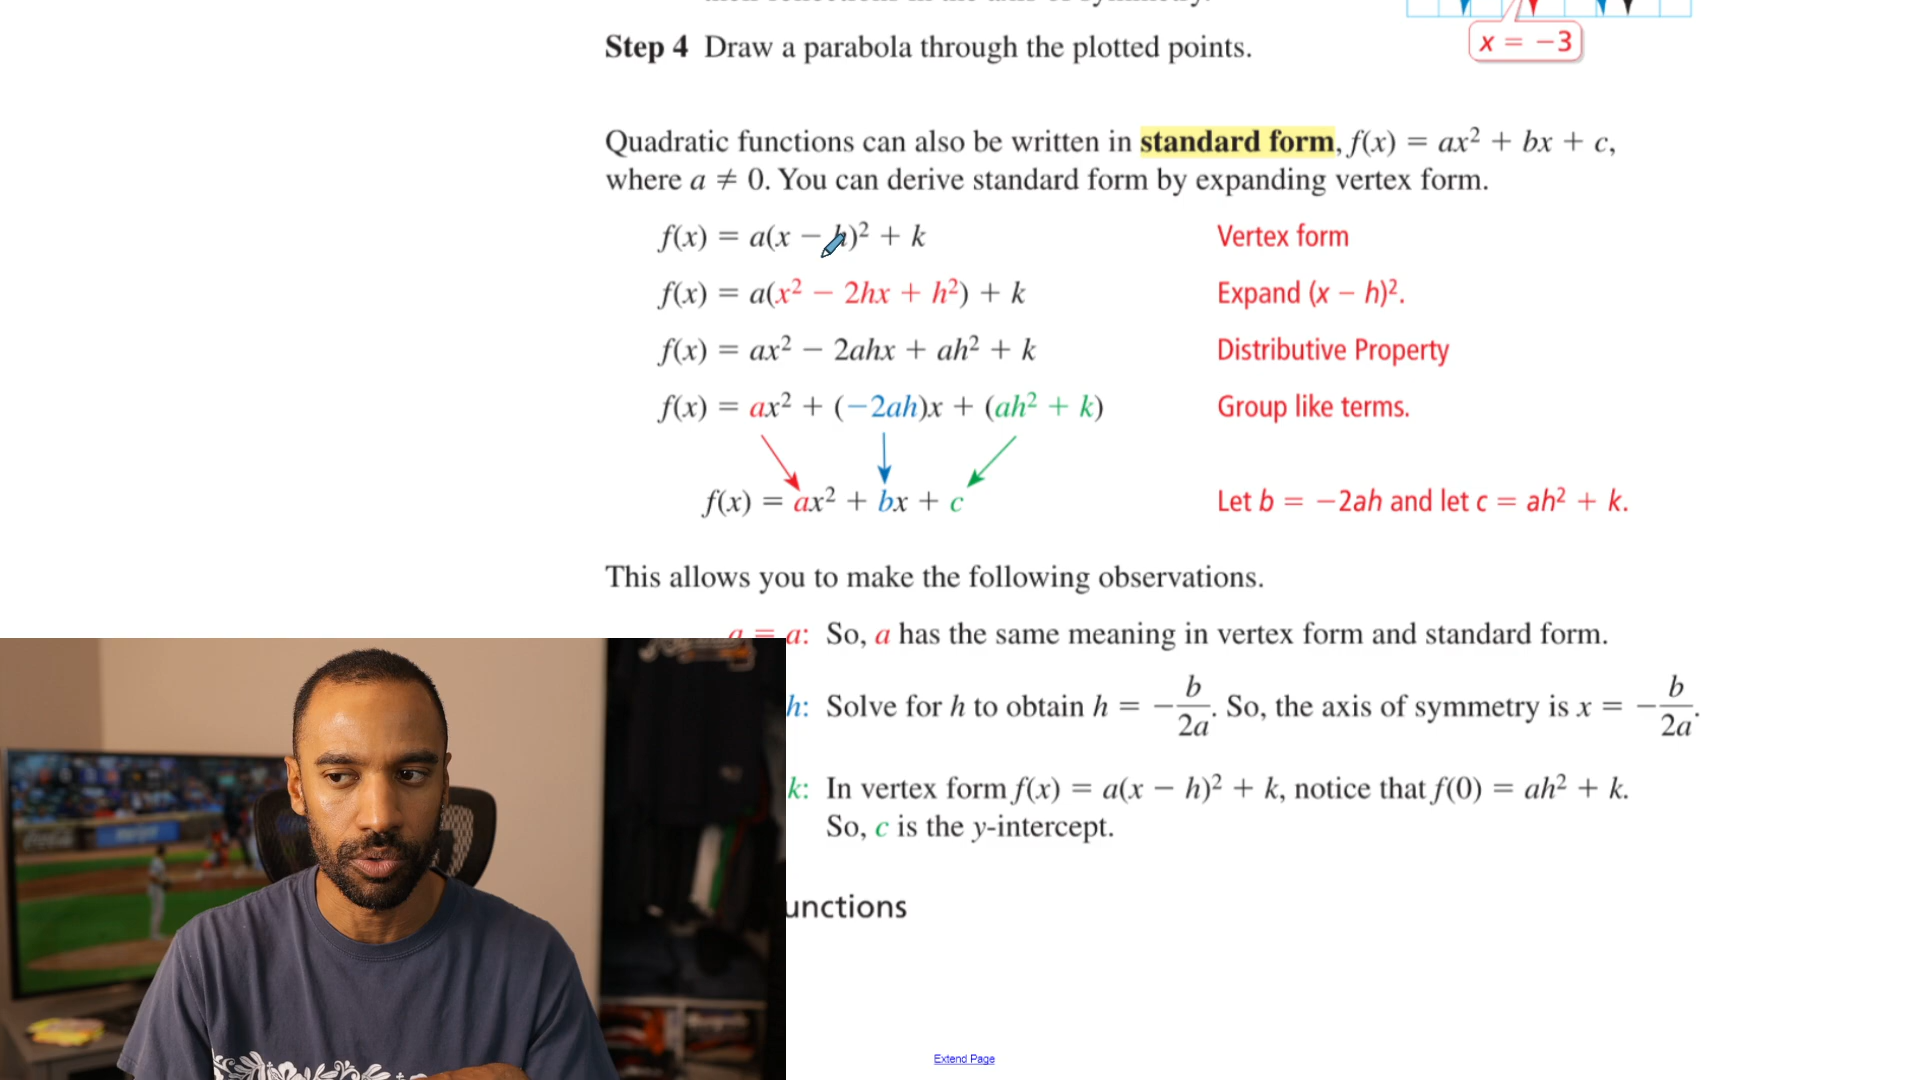 Step 4 Draw a parabola through the plotted points.
x = −3
Quadratic functions can also be written in standard form, f(x) = ax² + bx + c,
where a ≠ 0. You can derive standard form by expanding vertex form.
f(x) = a(x − h)² + k Vertex form
f(x) = a(x² − 2hx + h²) + k Expand (x − h)².
f(x) = ax² − 2ahx + ah² + k Distributive Property
f(x) = ax² + (−2ah)x + (ah² + k) Group like terms.
f(x) = ax² + bx + c Let b = −2ah and let c = ah² + k.
This allows you to make the following observations.
a = a: So, a has the same meaning in vertex form and standard form.
h: Solve for h to obtain h = −b/2a. So, the axis of symmetry is x = −b/2a.
k: In vertex form f(x) = a(x − h)² + k, notice that f(0) = ah² + k.
So, c is the y-intercept.
unctions
Extend Page